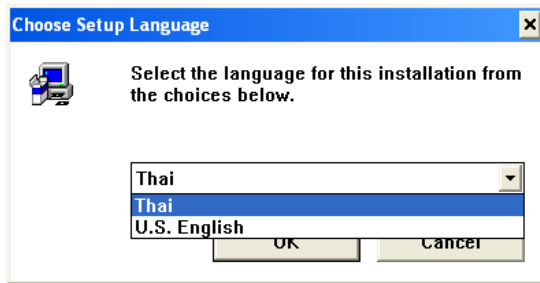 Choose Setup Language
Select the language for this installation from
the choices below.
Thai
Thai
U.S. English
OK
Cancel